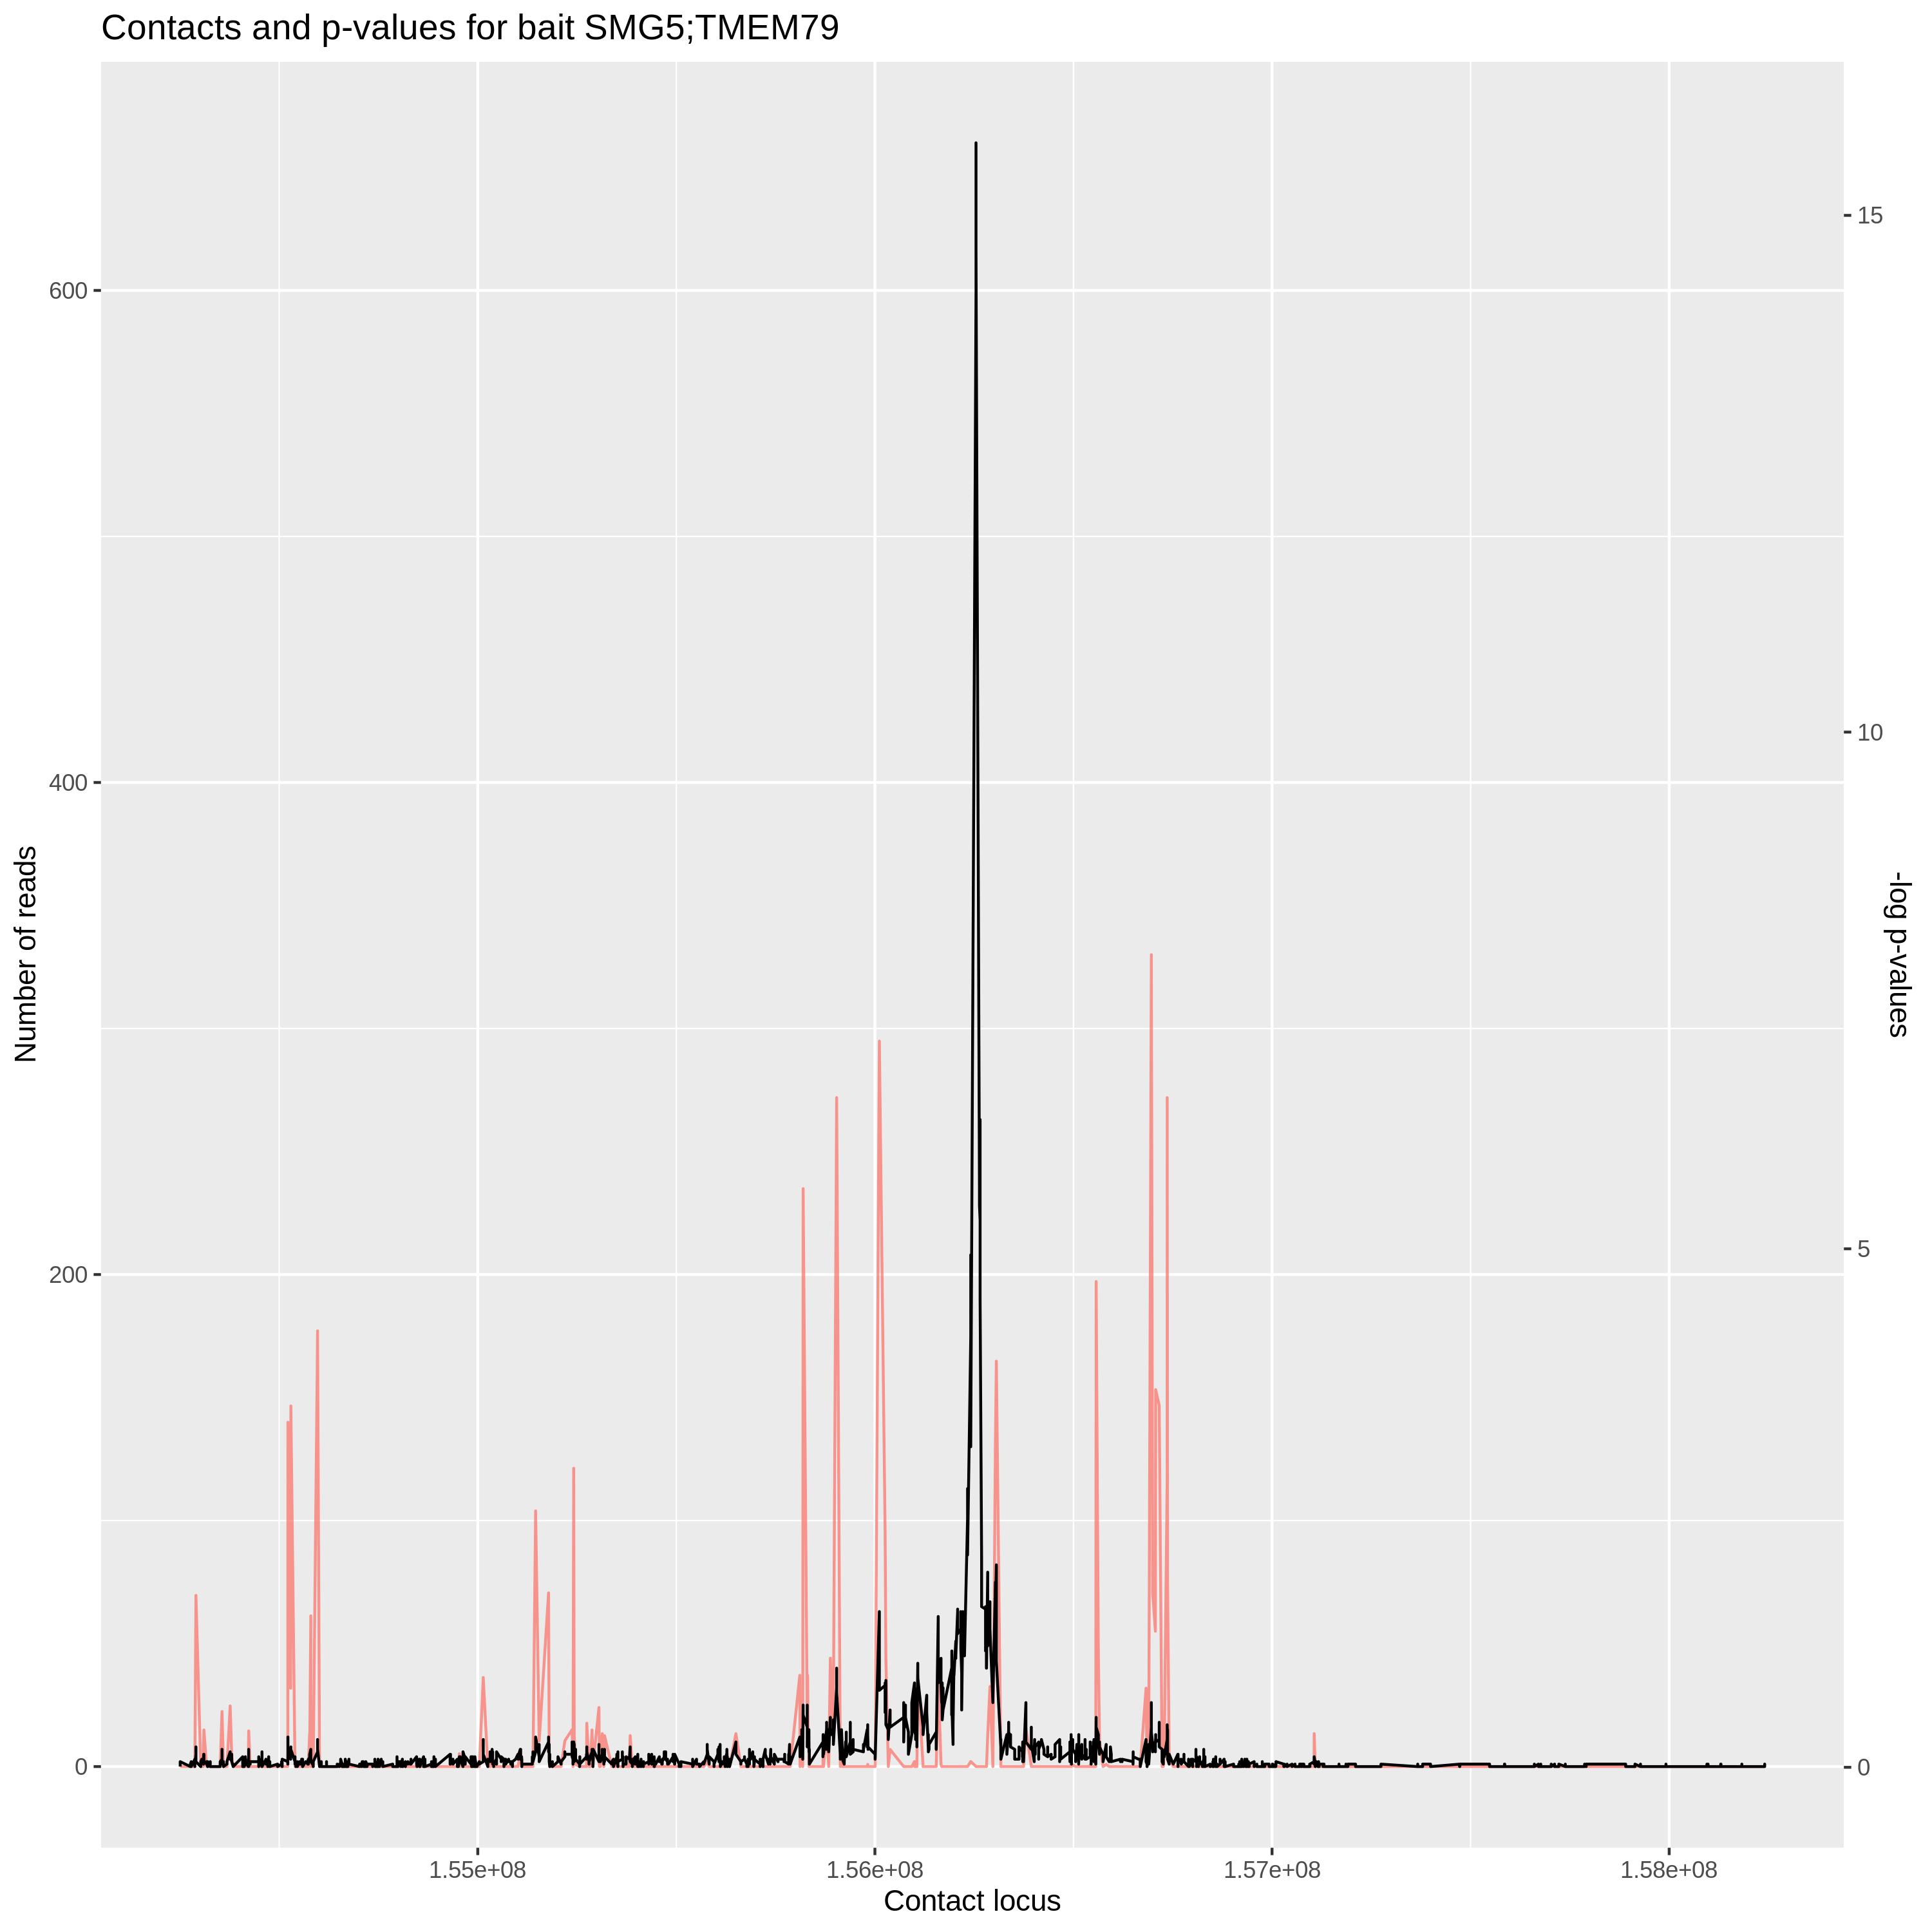 Contacts and p-values for bait SMG5;TMEM79
600
400
200
0
Number of reads
15
10
5
0
-log p-values
1.55e+08
1.56e+08
1.57e+08
1.58e+08
Contact locus